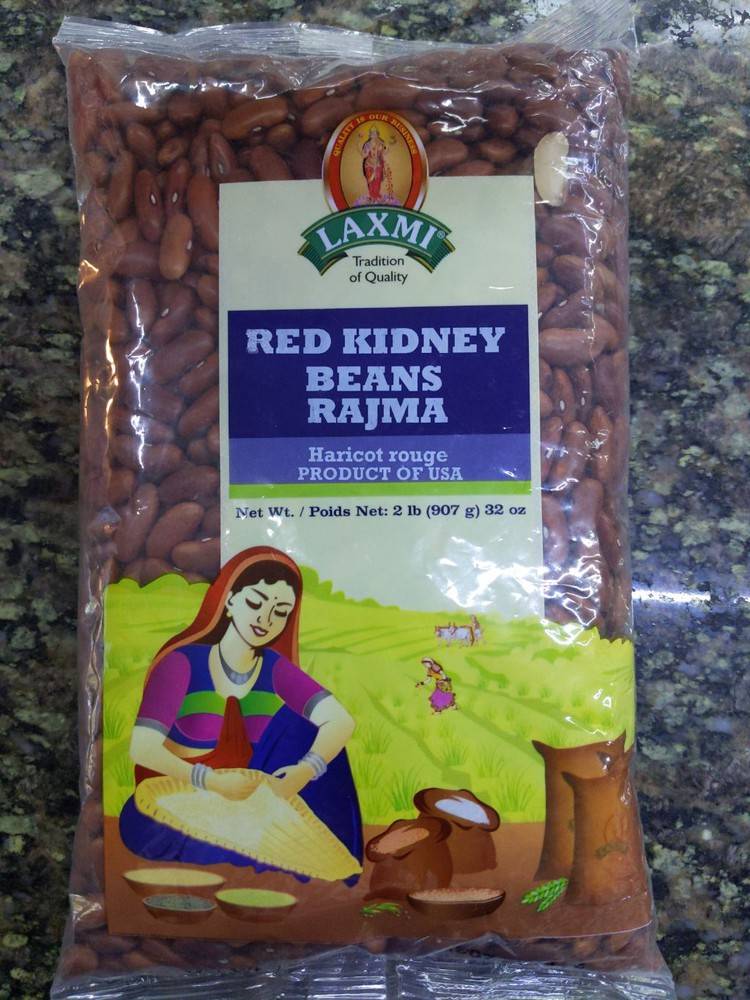 QUALITY IS OUR BUSINESS
LAXMI®
Tradition
of Quality
RED KIDNEY
BEANS
RAJMA
Haricot rouge
PRODUCT OF USA
Net Wt. / Poids Net: 2 lb (907 g) 32 oz